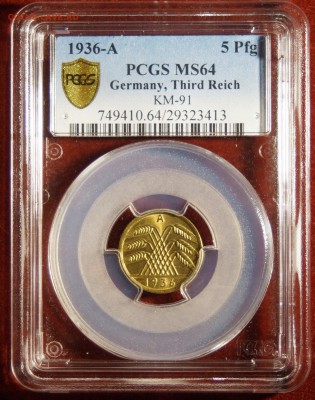 1936-A 5 Pfg
PCGS MS64
Germany, Third Reich
KM-91
749410.64/29323413
PCGS
A
1936